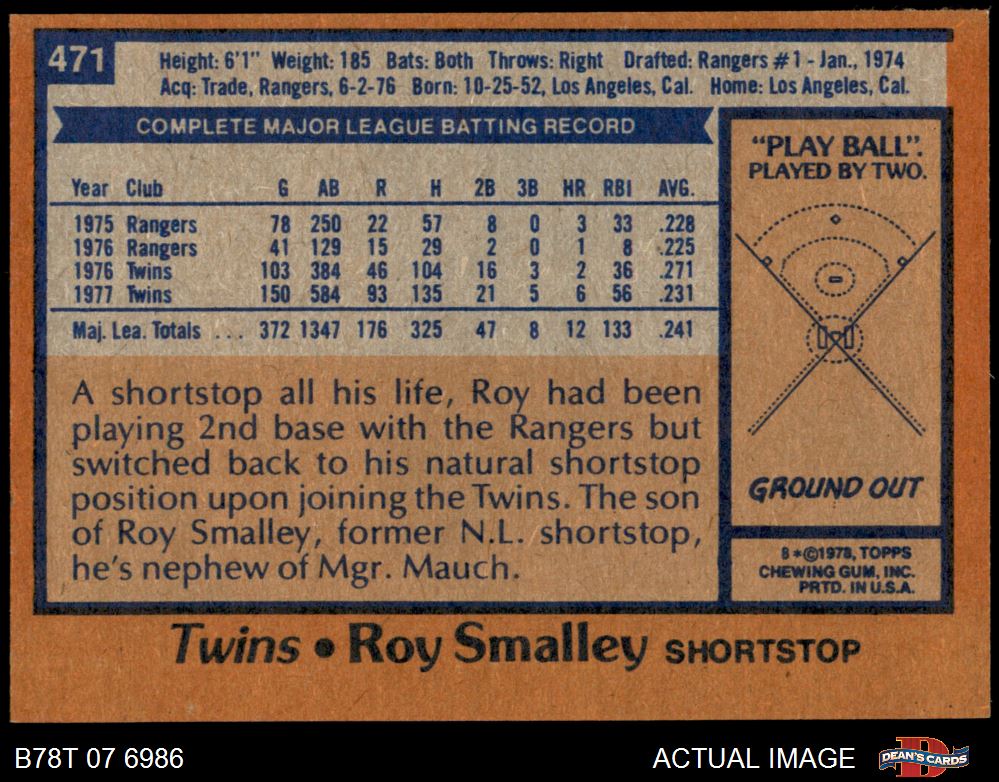 471
Height: 6'1" Weight: 185 Bats: Both Throws: Right Drafted: Rangers #1 - Jan., 1974
Acq: Trade, Rangers, 6-2-76 Born: 10-25-52, Los Angeles, Cal. Home: Los Angeles, Cal.
COMPLETE MAJOR LEAGUE BATTING RECORD
Year Club G AB R H 2B 3B HR RBI AVG.
1975 Rangers 78 250 22 57 8 0 3 33 .228
1976 Rangers 41 129 15 29 2 0 1 8 .225
1976 Twins 103 384 46 104 16 3 2 36 .271
1977 Twins 150 584 93 135 21 5 6 56 .231
Maj. Lea. Totals ... 372 1347 176 325 47 8 12 133 .241
A shortstop all his life, Roy had been
playing 2nd base with the Rangers but
switched back to his natural shortstop
position upon joining the Twins. The son
of Roy Smalley, former N.L. shortstop,
he's nephew of Mgr. Mauch.
"PLAY BALL".
PLAYED BY TWO.
GROUND OUT
8*©1978, TOPPS
CHEWING GUM, INC.
PRTD. IN U.S.A.
Twins • Roy Smalley SHORTSTOP
B78T 07 6986
ACTUAL IMAGE
DEAN'S CARDS